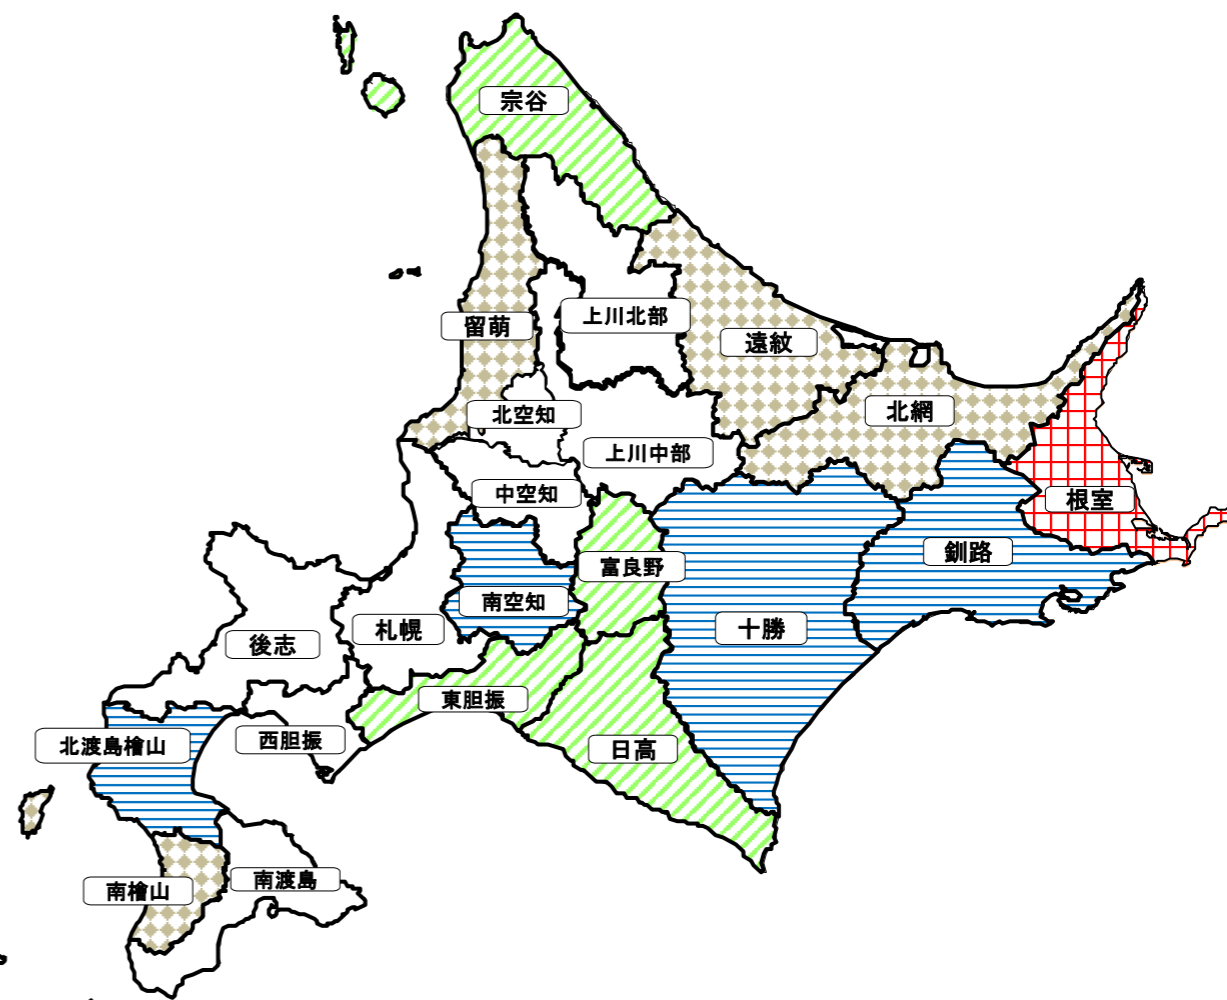 宗谷
上川北部
留萌
遠紋
北網
北空知
上川中部
中空知
根室
釧路
富良野
南空知
十勝
札幌
後志
東胆振
西胆振
北渡島檜山
日高
南渡島
南檜山